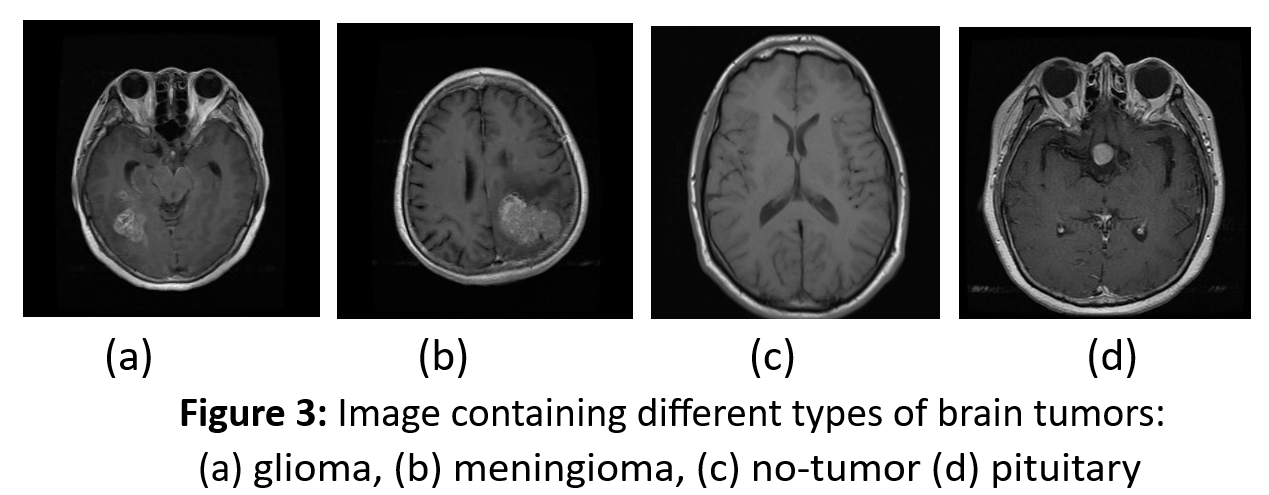 (a) (b) (c) (d)
Figure 3: Image containing different types of brain tumors:
(a) glioma, (b) meningioma, (c) no-tumor (d) pituitary